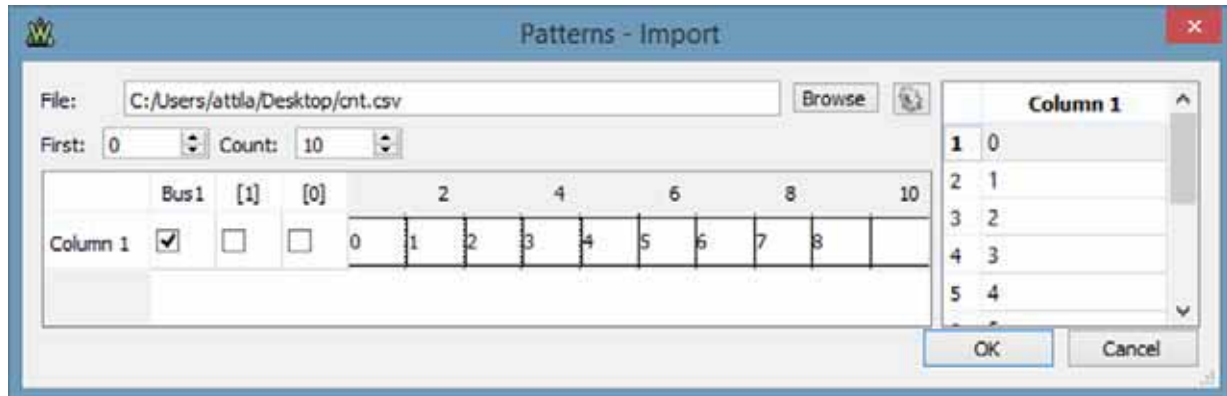 Patterns - Import
File: C:/Users/attila/Desktop/cnt.csv Browse
First: 0 Count: 10
Bus1 [1] [0] 2 4 6 8 10
Column 1 0 1 2 3 4 5 6 7 8
Column 1
1 0
2 1
3 2
4 3
5 4
OK Cancel